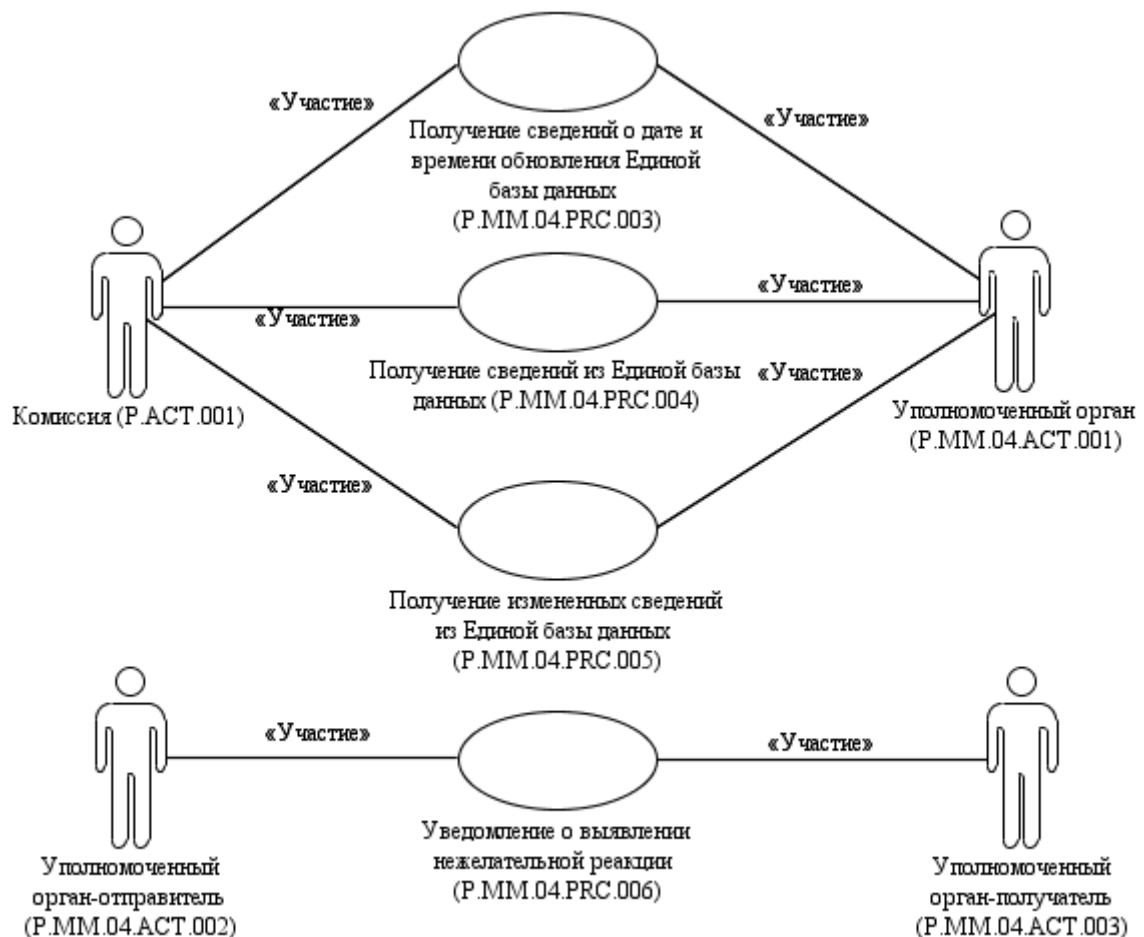 «Участие»
«Участие»
Получение сведений о дате и
времени обновления Единой
базы данных
(P.MM.04.PRC.003)
«Участие»
«Участие»
Получение сведений из Единой базы
данных (P.MM.04.PRC.004)
«Участие»
Комиссия (P.ACT.001)
Уполномоченный орган
(P.MM.04.ACT.001)
«Участие»
Получение измененных сведений
из Единой базы данных
(P.MM.04.PRC.005)
«Участие»
«Участие»
Уведомление о выявлении
нежелательной реакции
(P.MM.04.PRC.006)
Уполномоченный
орган-отправитель
(P.MM.04.ACT.002)
Уполномоченный
орган-получатель
(P.MM.04.ACT.003)